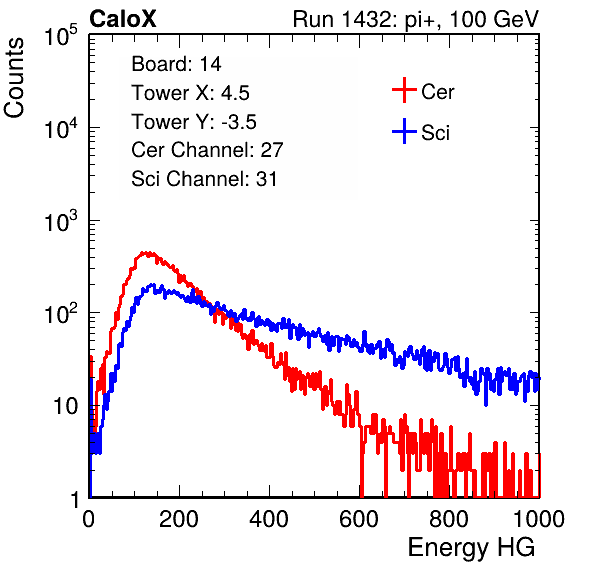 CaloX Run 1432: pi+, 100 GeV
Board: 14
Tower X: 4.5
Tower Y: -3.5
Cer Channel: 27
Sci Channel: 31
Cer
Sci
Counts
10^5
10^4
10^3
10^2
10
1
0 200 400 600 800 1000
Energy HG